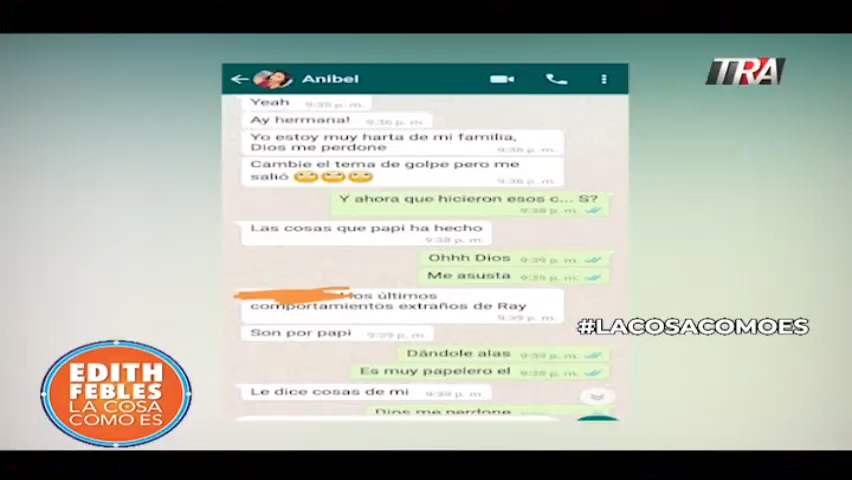 TRA
Anibel
Yeah 9:35 p. m.
Ay hermana! 9:36 p. m.
Yo estoy muy harta de mi familia,
Dios me perdone 9:36 p. m.
Cambie el tema de golpe pero me
salió 🙄🙄🙄 9:36 p. m.
Y ahora que hicieron esos c... S?
9:38 p. m.
Las cosas que papi ha hecho
9:38 p. m.
Ohhh Dios 9:39 p. m.
Me asusta 9:39 p. m.
los últimos
comportamientos extraños de Ray
9:39 p. m.
Son por papi 9:39 p. m.
Dándole alas 9:39 p. m.
Es muy papelero el 9:39 p. m.
Le dice cosas de mi 9:39 p. m.
Dios me perdone
#LACOSACOMOES
EDITH
FEBLES
LA COSA
COMO ES